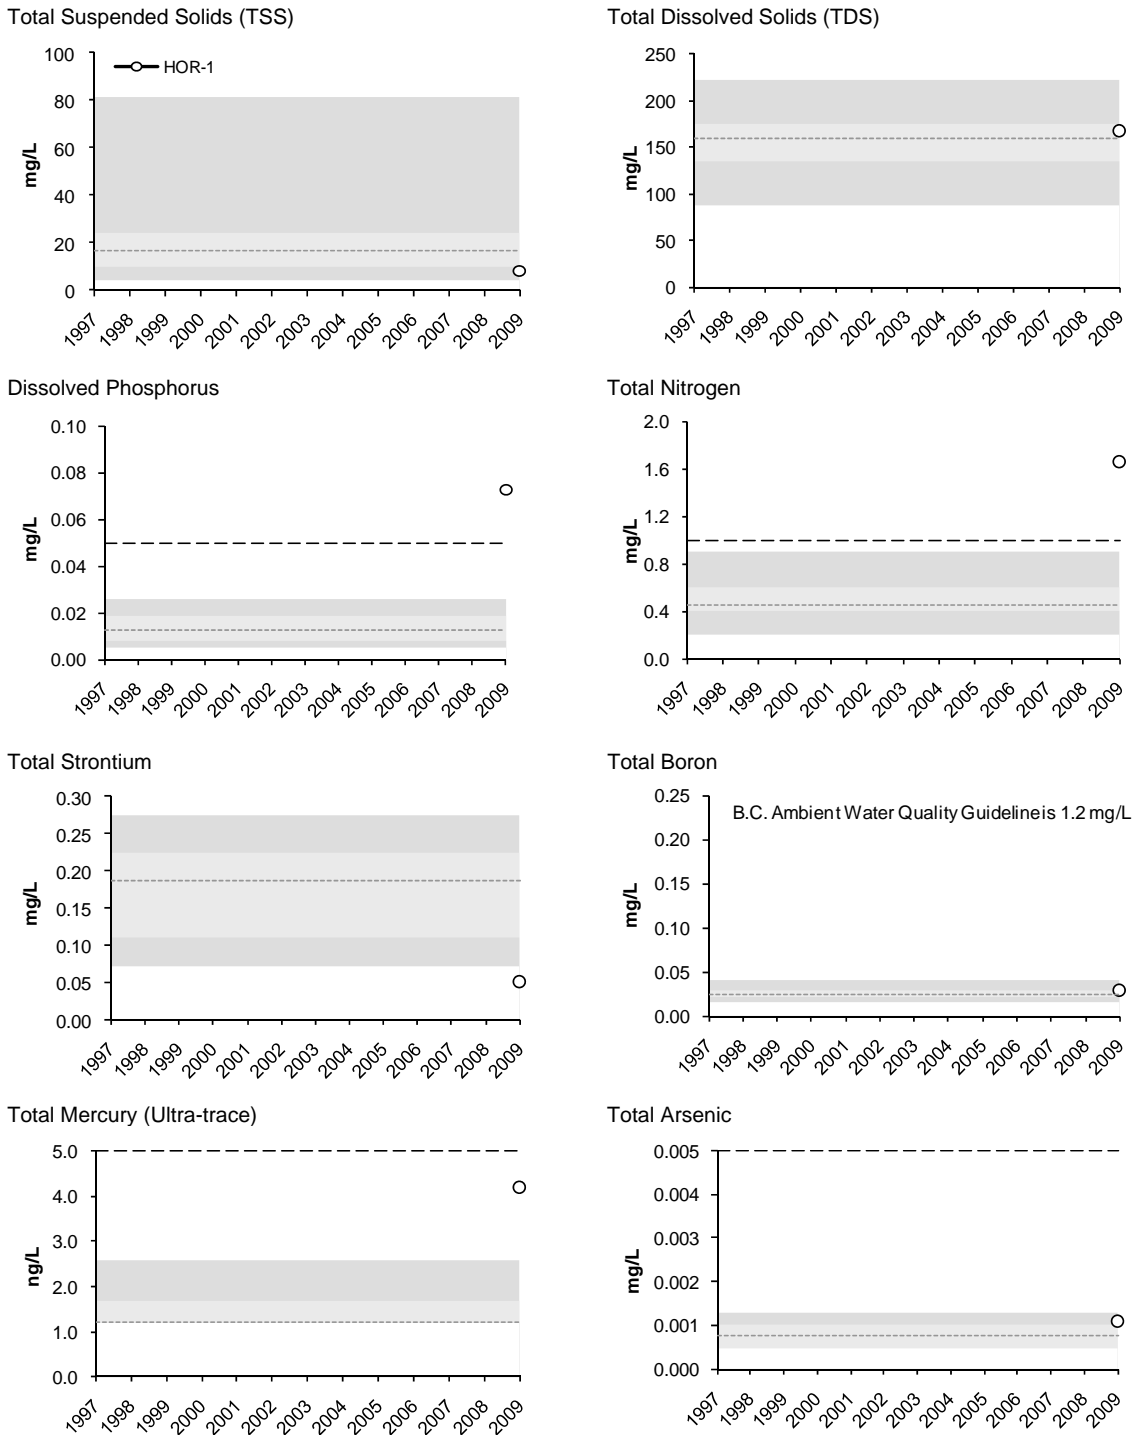 Total Suspended Solids (TSS)
100
80
60
40
20
0
mg/L
HOR-1
1997 1998 1999 2000 2001 2002 2003 2004 2005 2006 2007 2008 2009
Total Dissolved Solids (TDS)
250
200
150
100
50
0
mg/L
1997 1998 1999 2000 2001 2002 2003 2004 2005 2006 2007 2008 2009
Dissolved Phosphorus
0.10
0.08
0.06
0.04
0.02
0.00
mg/L
1997 1998 1999 2000 2001 2002 2003 2004 2005 2006 2007 2008 2009
Total Nitrogen
2.0
1.6
1.2
0.8
0.4
0.0
mg/L
1997 1998 1999 2000 2001 2002 2003 2004 2005 2006 2007 2008 2009
Total Strontium
0.30
0.25
0.20
0.15
0.10
0.05
0.00
mg/L
1997 1998 1999 2000 2001 2002 2003 2004 2005 2006 2007 2008 2009
Total Boron
0.25
0.20
0.15
0.10
0.05
0.00
mg/L
B.C. Ambient Water Quality Guideline is 1.2 mg/L
1997 1998 1999 2000 2001 2002 2003 2004 2005 2006 2007 2008 2009
Total Mercury (Ultra-trace)
5.0
4.0
3.0
2.0
1.0
0.0
ng/L
1997 1998 1999 2000 2001 2002 2003 2004 2005 2006 2007 2008 2009
Total Arsenic
0.005
0.004
0.003
0.002
0.001
0.000
mg/L
1997 1998 1999 2000 2001 2002 2003 2004 2005 2006 2007 2008 2009